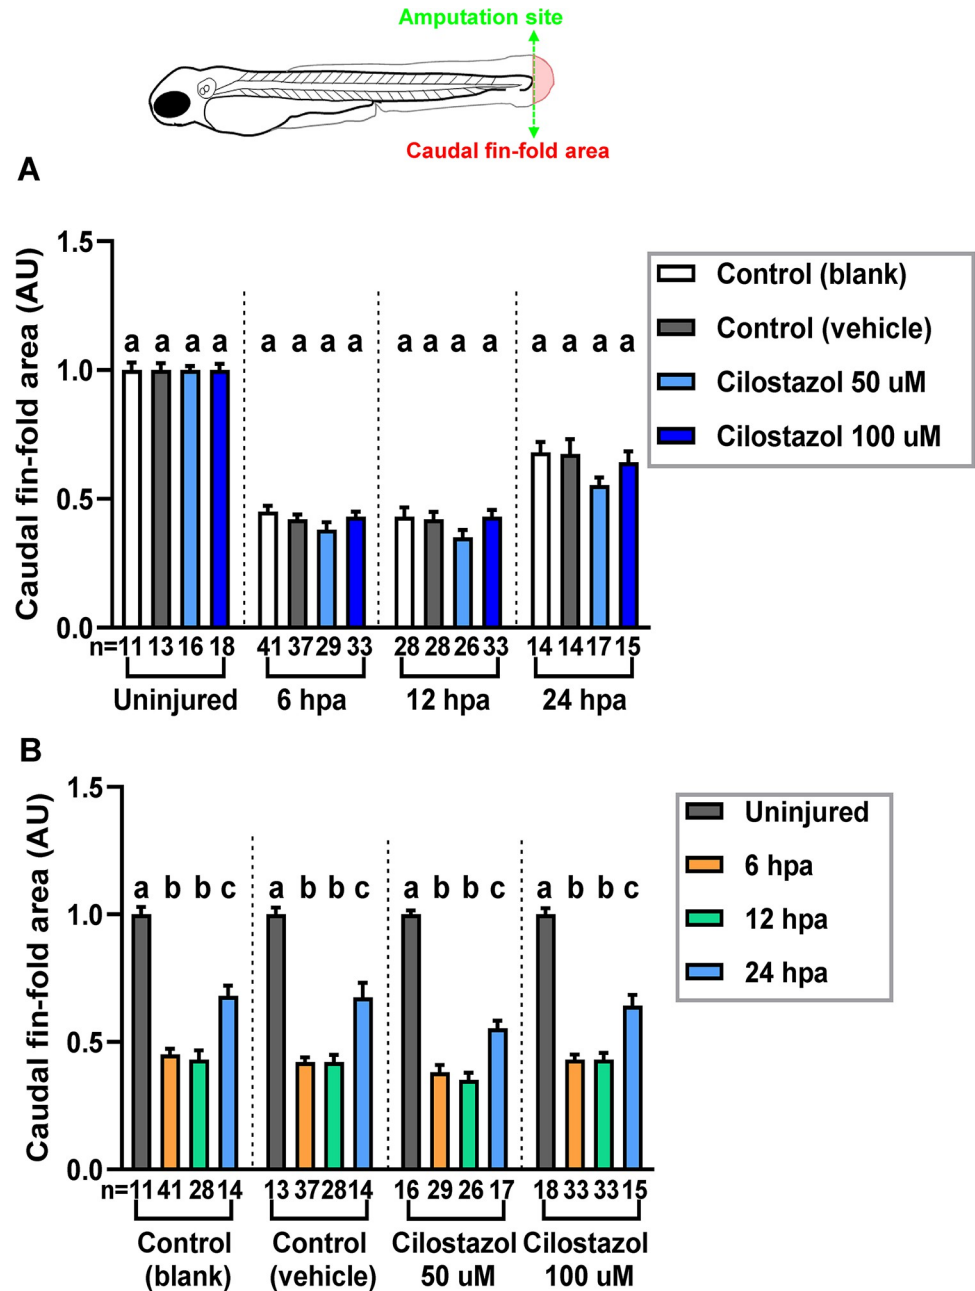 Amputation site
Caudal fin-fold area
A
Caudal fin-fold area (AU)
1.5
1.0
0.5
0.0
a a a a a a a a a a a a a a a a
Control (blank)
Control (vehicle)
Cilostazol 50 uM
Cilostazol 100 uM
n=11 13 16 18 41 37 29 33 28 28 26 33 14 14 17 15
Uninjured 6 hpa 12 hpa 24 hpa
B
Caudal fin-fold area (AU)
1.5
1.0
0.5
0.0
a b b c a b b c a b b c a b b c
Uninjured
6 hpa
12 hpa
24 hpa
n=11 41 28 14 13 37 28 14 16 29 26 17 18 33 33 15
Control Control Cilostazol Cilostazol
(blank) (vehicle) 50 uM 100 uM